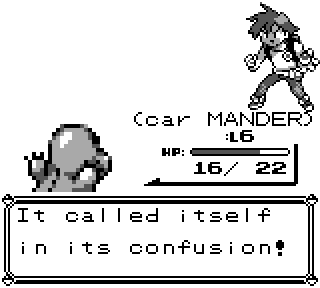 (car MANDER)
:L6
HP:
16/ 22
It called itself
in its confusion!